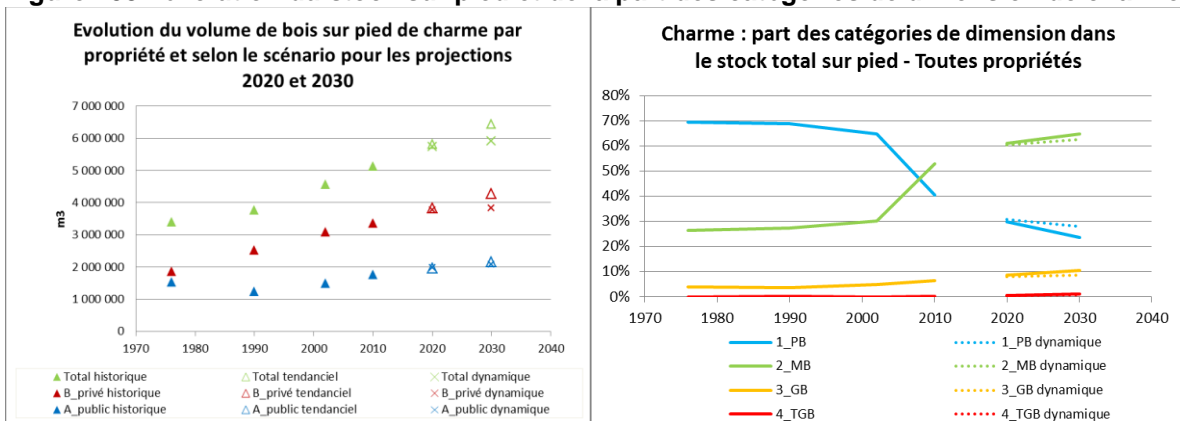 Evolution du volume de bois sur pied de charme par
propriété et selon le scénario pour les projections
2020 et 2030
7 000 000
6 000 000
5 000 000
4 000 000
3 000 000
2 000 000
1 000 000
0
m3
1970 1980 1990 2000 2010 2020 2030 2040
Total historique Total tendanciel Total dynamique
B_privé historique B_privé tendanciel B_privé dynamique
A_public historique A_public tendanciel A_public dynamique
Charme : part des catégories de dimension dans
le stock total sur pied - Toutes propriétés
80%
70%
60%
50%
40%
30%
20%
10%
0%
1970 1980 1990 2000 2010 2020 2030 2040
1_PB 1_PB dynamique
2_MB 2_MB dynamique
3_GB 3_GB dynamique
4_TGB 4_TGB dynamique